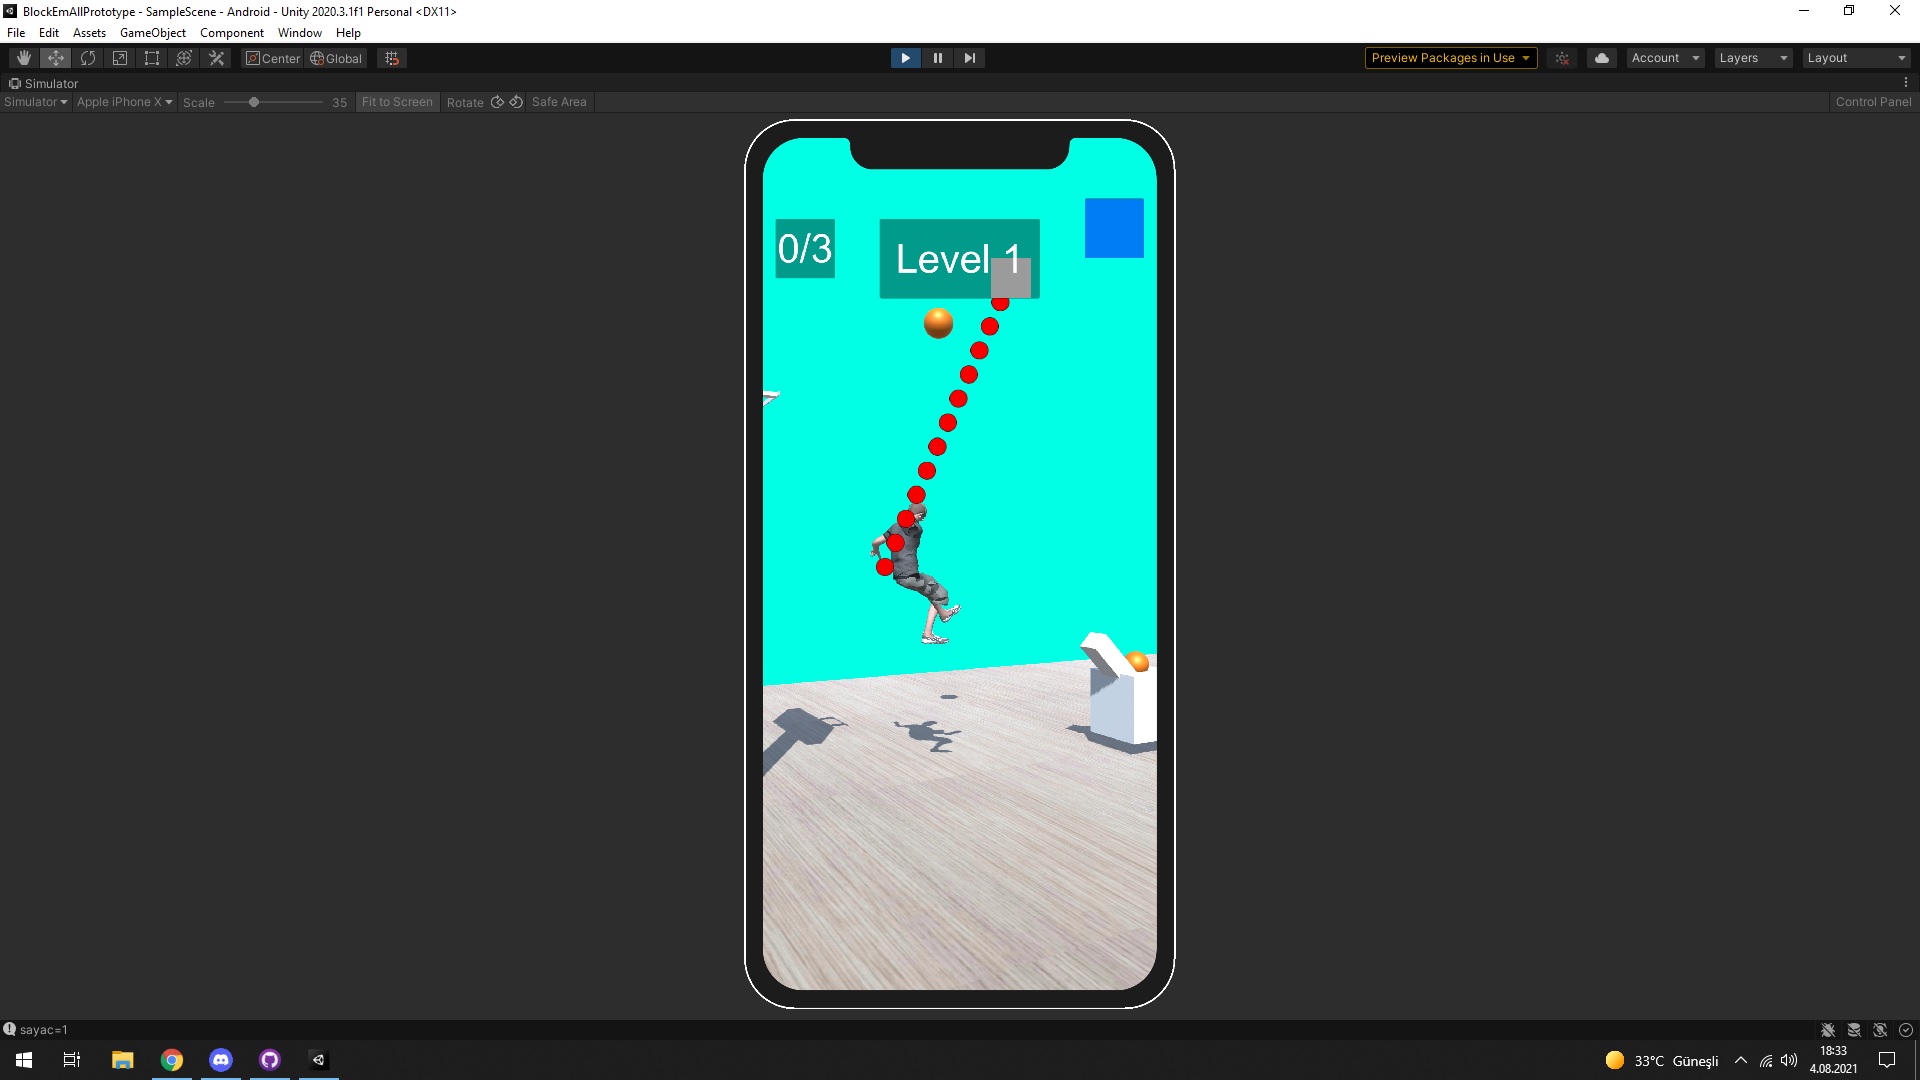 BlockEmAllPrototype - SampleScene - Android - Unity 2020.3.1f1 Personal <DX11>
File Edit Assets GameObject Component Window Help
Center Global Preview Packages in Use Account Layers Layout
Simulator
Simulator Apple iPhone X Scale 35 Fit to Screen Rotate Safe Area Control Panel
0/3
Level 1
sayac=1
33°C Güneşli
18:33
4.08.2021